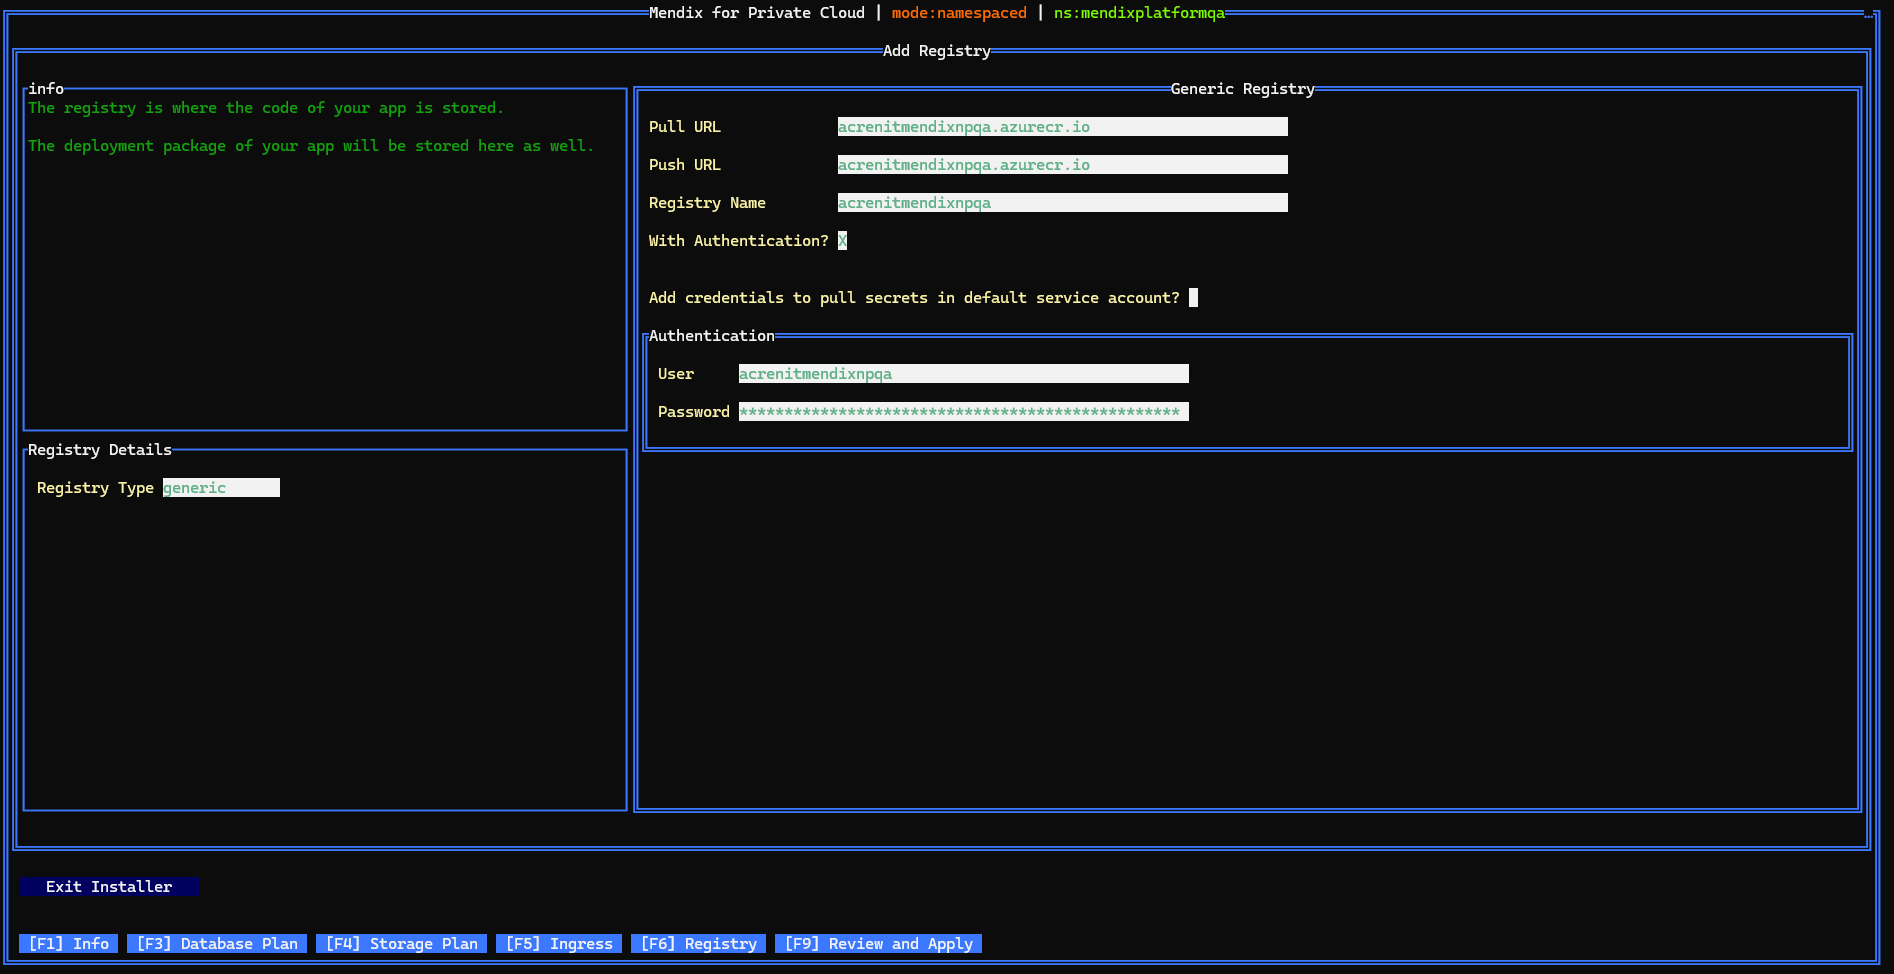 Mendix for Private Cloud | mode:namespaced | ns:mendixplatformqa
Add Registry
info
The registry is where the code of your app is stored.
The deployment package of your app will be stored here as well.
Registry Details
Registry Type generic
Generic Registry
Pull URL acrenitmendixnpqa.azurecr.io
Push URL acrenitmendixnpqa.azurecr.io
Registry Name acrenitmendixnpqa
With Authentication? X
Add credentials to pull secrets in default service account?
Authentication
User acrenitmendixnpqa
Password *************************************************
Exit Installer
[F1] Info [F3] Database Plan [F4] Storage Plan [F5] Ingress [F6] Registry [F9] Review and Apply